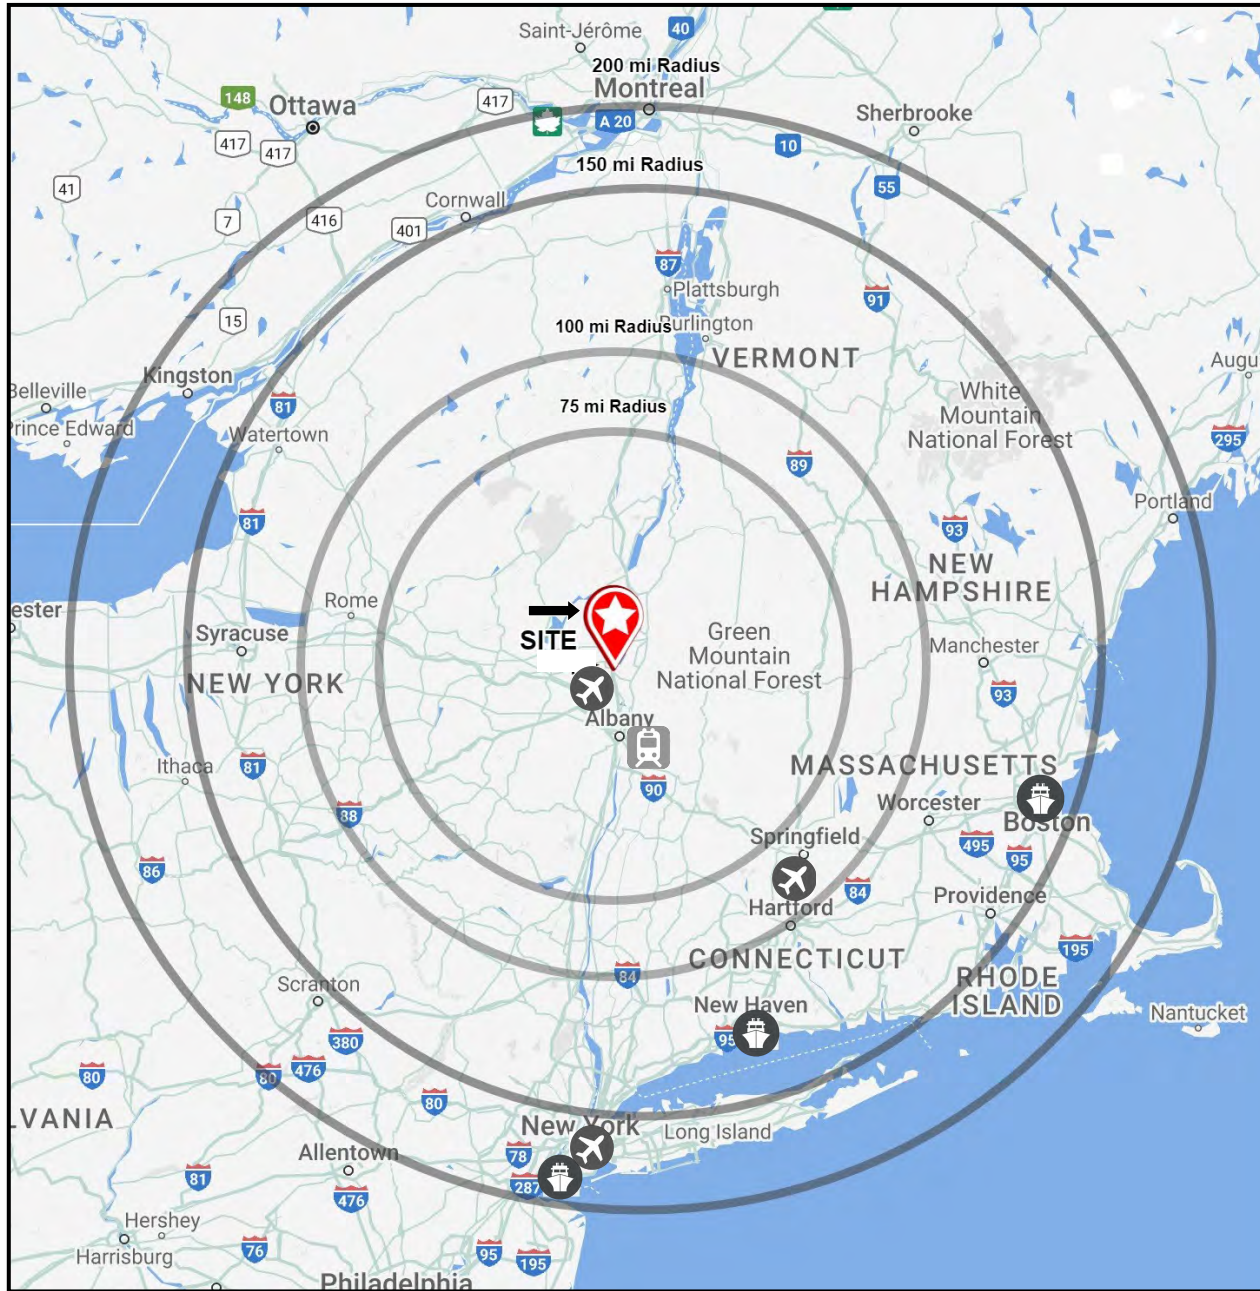 Saint-Jérôme
40
200 mi Radius
Montreal
148
Ottawa
417
A 20
Sherbrooke
417
417
10
150 mi Radius
41
55
Cornwall
7
416
401
87
Plattsburgh
91
15
100 mi Radius
Burlington
VERMONT
Kingston
Augu
Belleville
81
White
Mountain
National Forest
75 mi Radius
Prince Edward
Watertown
295
89
Portland
81
93
NEW
HAMPSHIRE
ester
Rome
Syracuse
SITE
Green
Mountain
National Forest
Manchester
NEW YORK
93
Albany
Ithaca
81
MASSACHUSETTS
90
88
Worcester
Boston
Springfield
495
95
86
84
Hartford
Providence
195
CONNECTICUT
84
RHODE
ISLAND
Scranton
New Haven
Nantucket
95
380
476
80
80
80
LVANIA
New York
Long Island
78
Allentown
81
287
476
Hershey
Harrisburg
76
95
195
Philadelphia